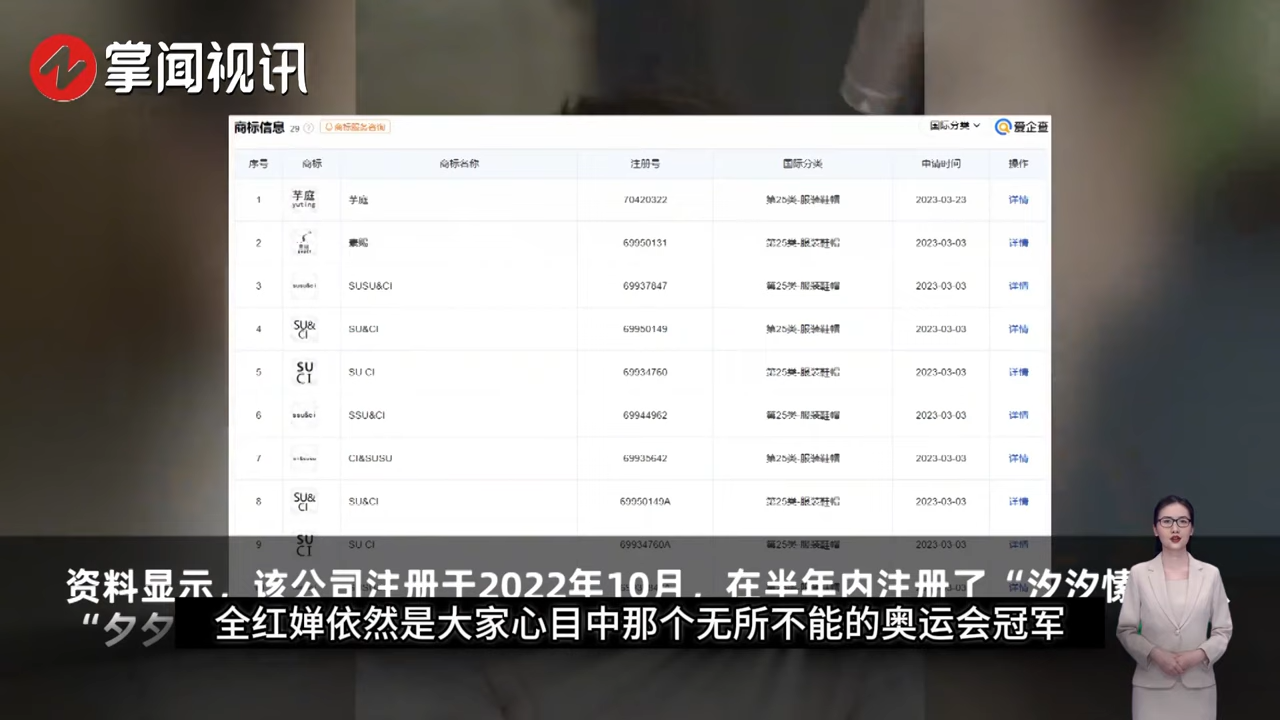 掌闻视讯
商标信息 29 商标服务咨询 国际分类 爱企查
序号 商标 商标名称 注册号 国际分类 申请时间 操作
1 芋庭 yuting 芋庭 70420322 第25类-服装鞋帽 2023-03-23 详情
2 69950131 第25类-服装鞋帽 2023-03-03 详情
3 susu&ci SUSU&CI 69937847 第25类-服装鞋帽 2023-03-03 详情
4 SU& CI SU&CI 69950149 第25类-服装鞋帽 2023-03-03 详情
5 SU CI SU CI 69934760 第25类-服装鞋帽 2023-03-03 详情
6 ssu&ci SSU&CI 69944962 第25类-服装鞋帽 2023-03-03 详情
7 CI&SUSU 69935642 第25类-服装鞋帽 2023-03-03 详情
8 SU& CI SU&CI 69950149A 第25类-服装鞋帽 2023-03-03 详情
9 SU CI SU CI 69934760A 第25类-服装鞋帽 2023-03-03 详情
资料显示，该公司注册于2022年10月，在半年内注册了“汐汐愫
“夕夕
全红婵依然是大家心目中那个无所不能的奥运会冠军